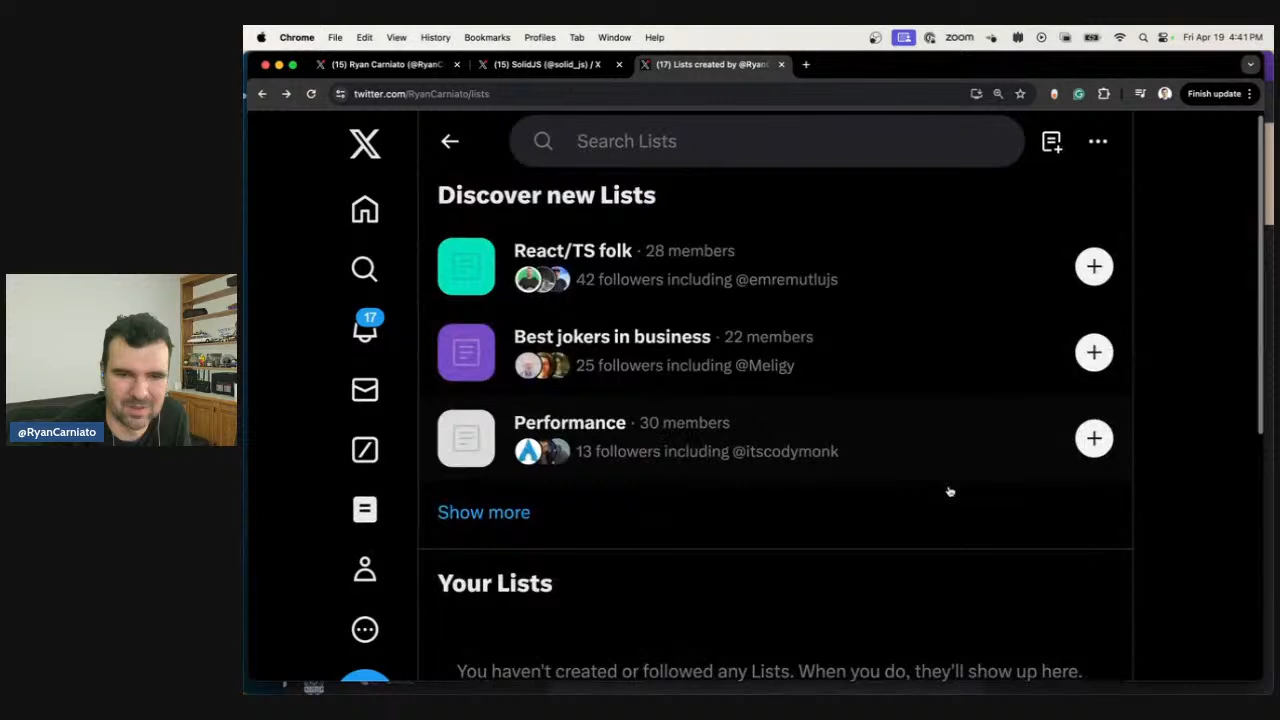 Chrome File Edit View History Bookmarks Profiles Tab Window Help zoom Fri Apr 19 4:41 PM
(15) Ryan Carniato (@RyanC
(15) SolidJS (@solid_js) / X
(17) Lists created by @Ryan
twitter.com/RyanCarniato/lists
Finish update
Search Lists
Discover new Lists
React/TS folk · 28 members
42 followers including @emremutlujs
Best jokers in business · 22 members
25 followers including @Meligy
Performance · 30 members
13 followers including @itscodymonk
Show more
Your Lists
You haven't created or followed any Lists. When you do, they'll show up here.
17
@RyanCarniato